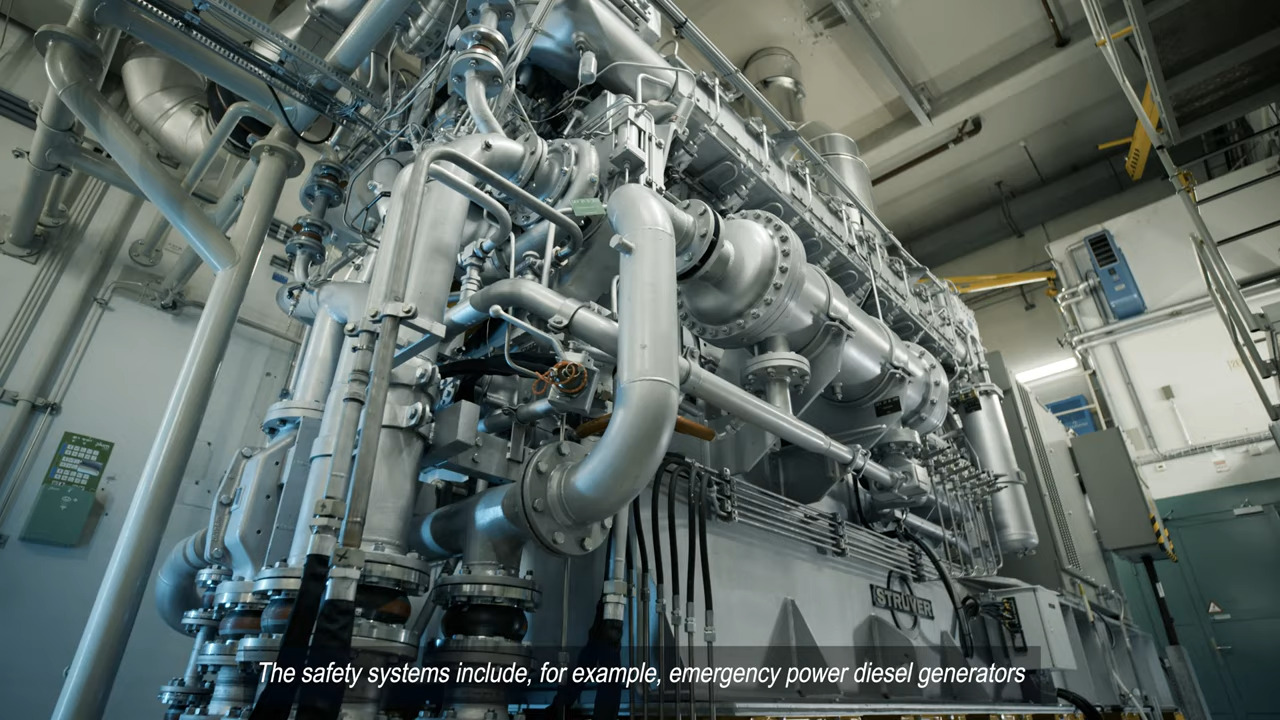 STRÜVER
The safety systems include, for example, emergency power diesel generators